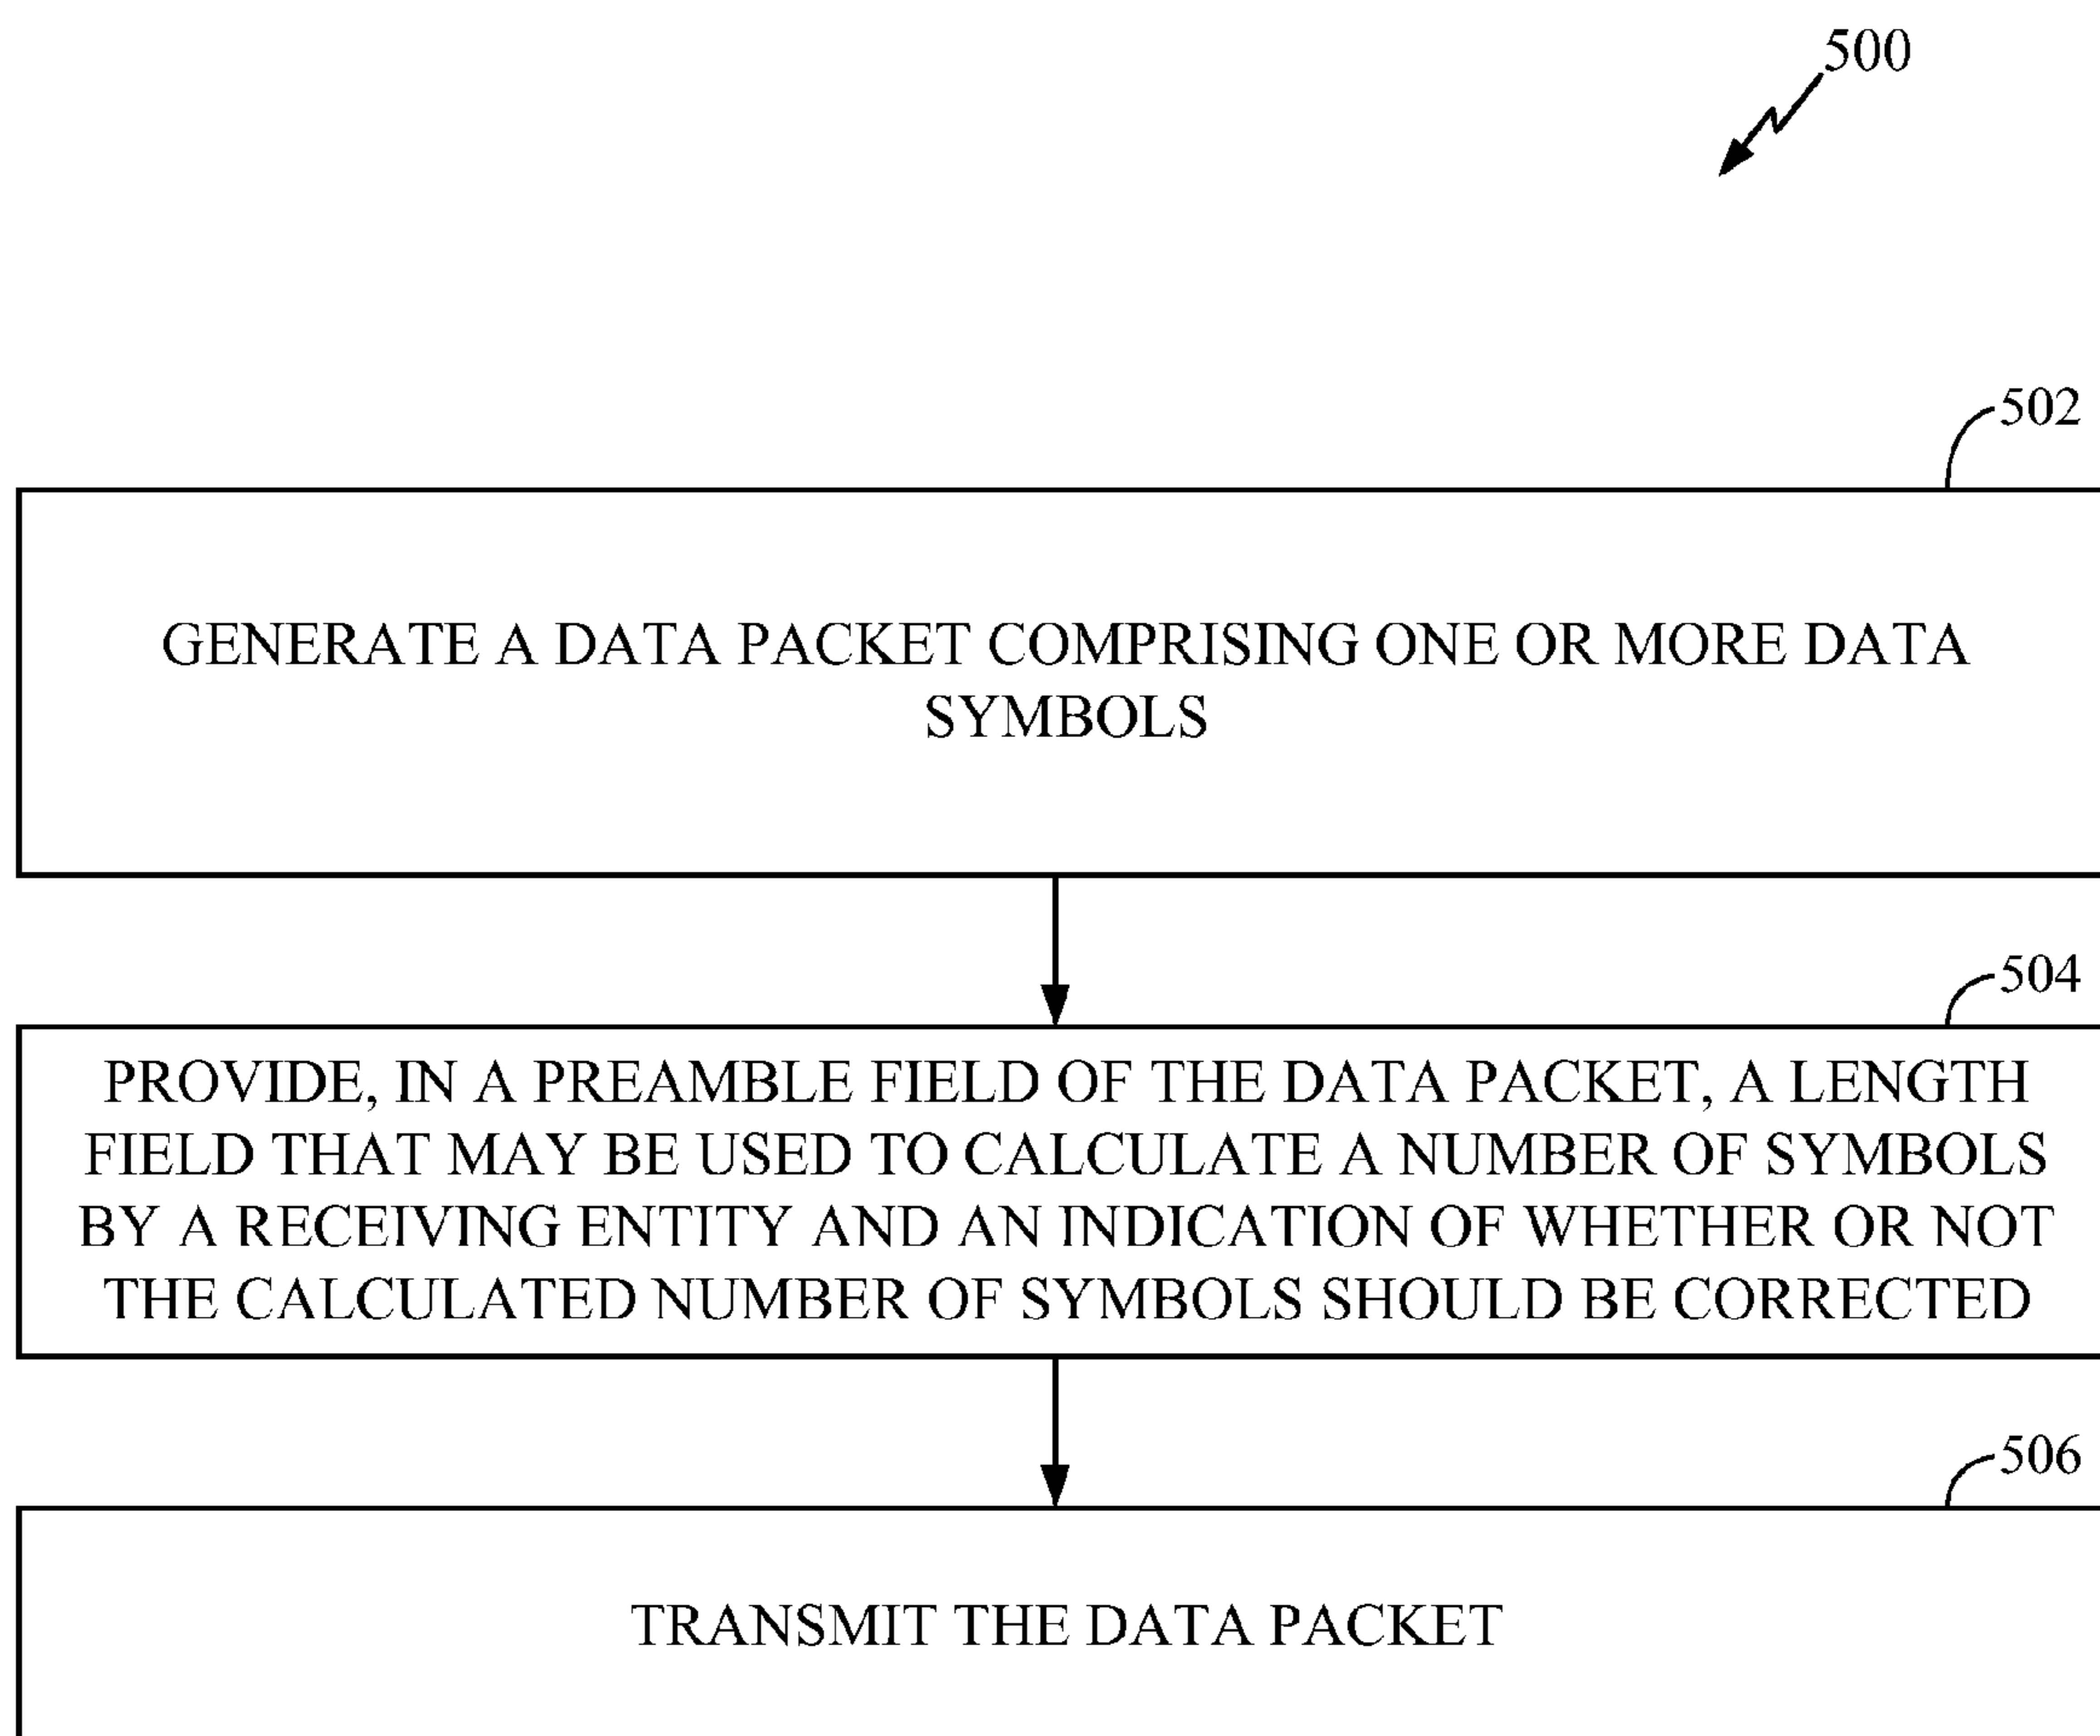 500
502
GENERATE A DATA PACKET COMPRISING ONE OR MORE DATA
SYMBOLS
504
PROVIDE, IN A PREAMBLE FIELD OF THE DATA PACKET, A LENGTH
FIELD THAT MAY BE USED TO CALCULATE A NUMBER OF SYMBOLS
BY A RECEIVING ENTITY AND AN INDICATION OF WHETHER OR NOT
THE CALCULATED NUMBER OF SYMBOLS SHOULD BE CORRECTED
506
TRANSMIT THE DATA PACKET